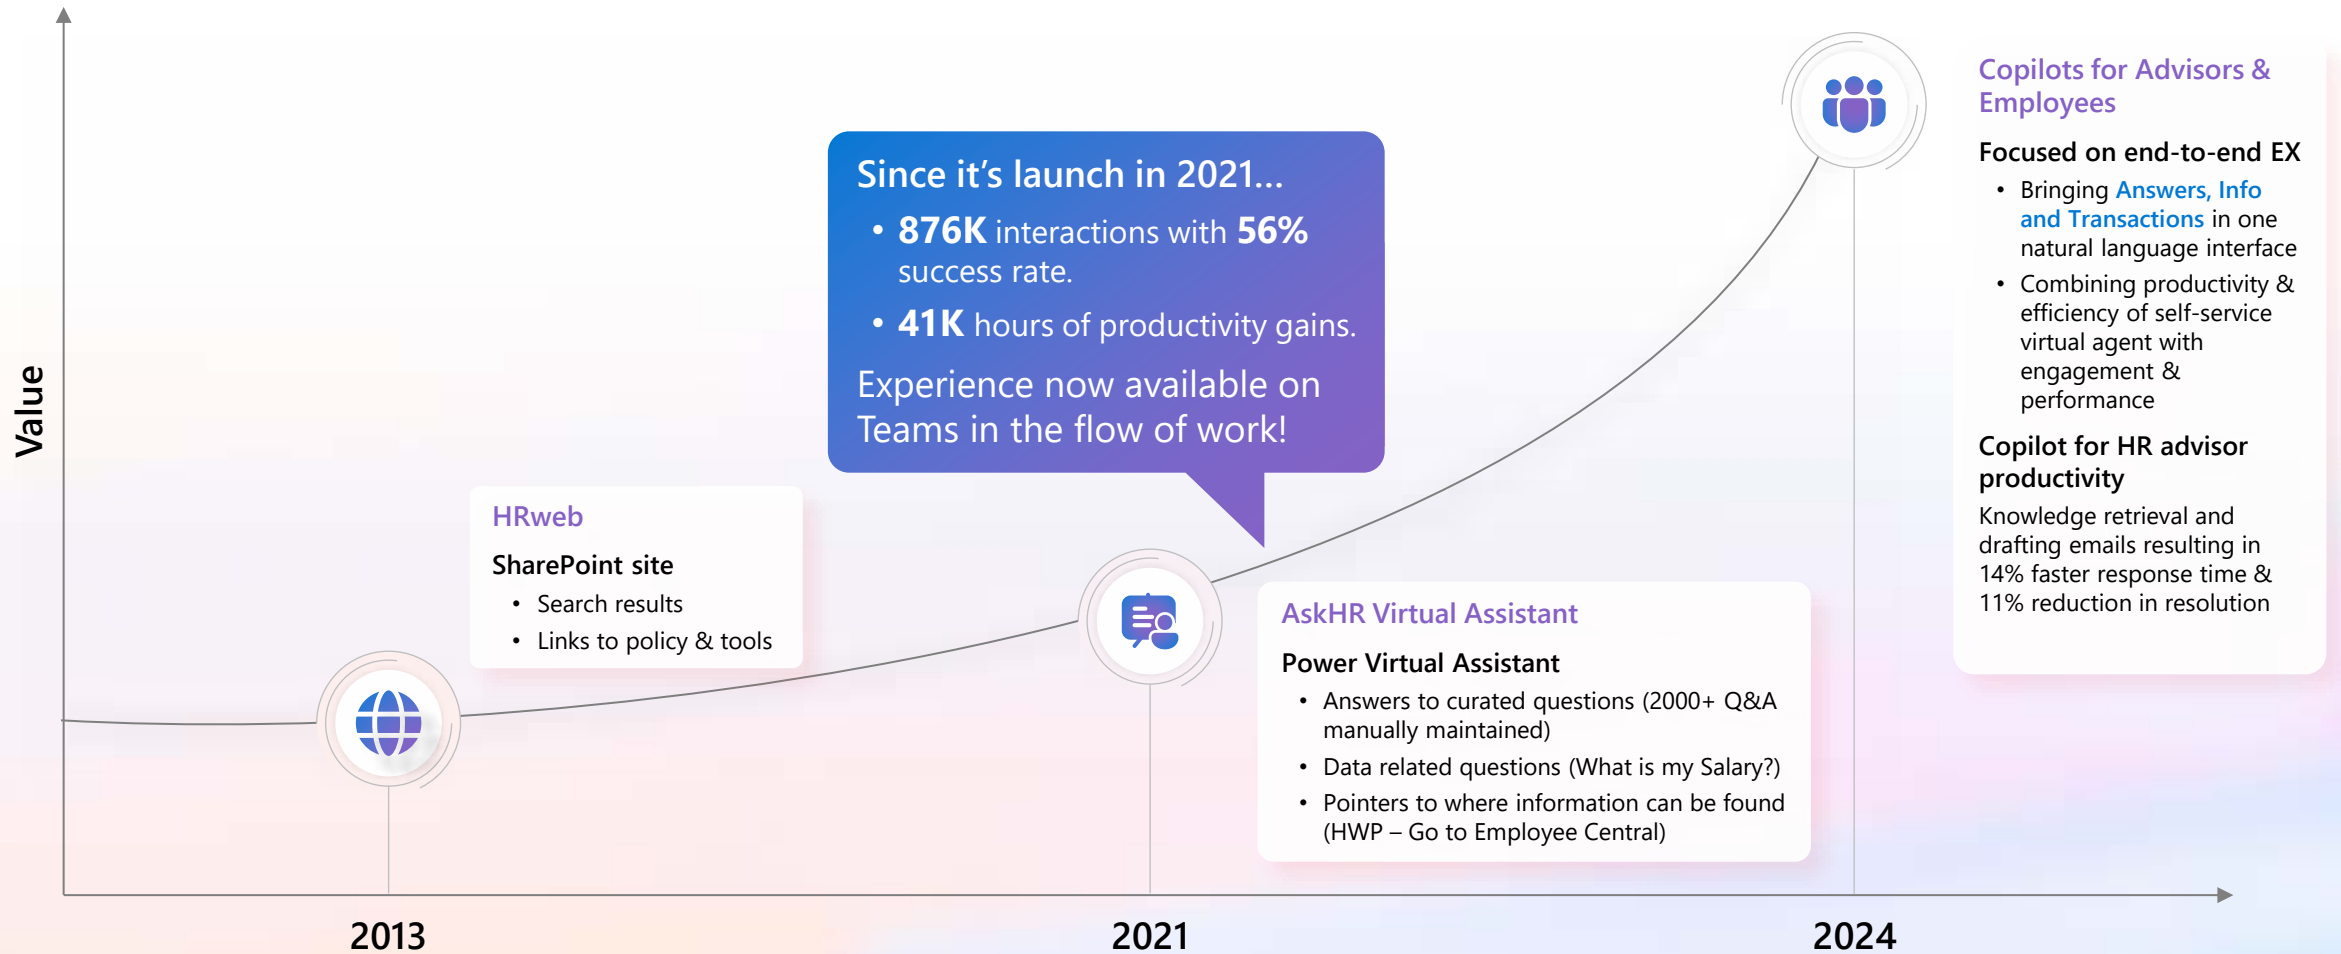 Value
HRweb
SharePoint site
• Search results
• Links to policy & tools
Since it’s launch in 2021...
• 876K interactions with 56%
success rate.
• 41K hours of productivity gains.
Experience now available on
Teams in the flow of work!
AskHR Virtual Assistant
Power Virtual Assistant
• Answers to curated questions (2000+ Q&A
manually maintained)
• Data related questions (What is my Salary?)
• Pointers to where information can be found
(HWP – Go to Employee Central)
Copilots for Advisors &
Employees
Focused on end-to-end EX
• Bringing Answers, Info
and Transactions in one
natural language interface
• Combining productivity &
efficiency of self-service
virtual agent with
engagement &
performance
Copilot for HR advisor
productivity
Knowledge retrieval and
drafting emails resulting in
14% faster response time &
11% reduction in resolution
2013
2021
2024